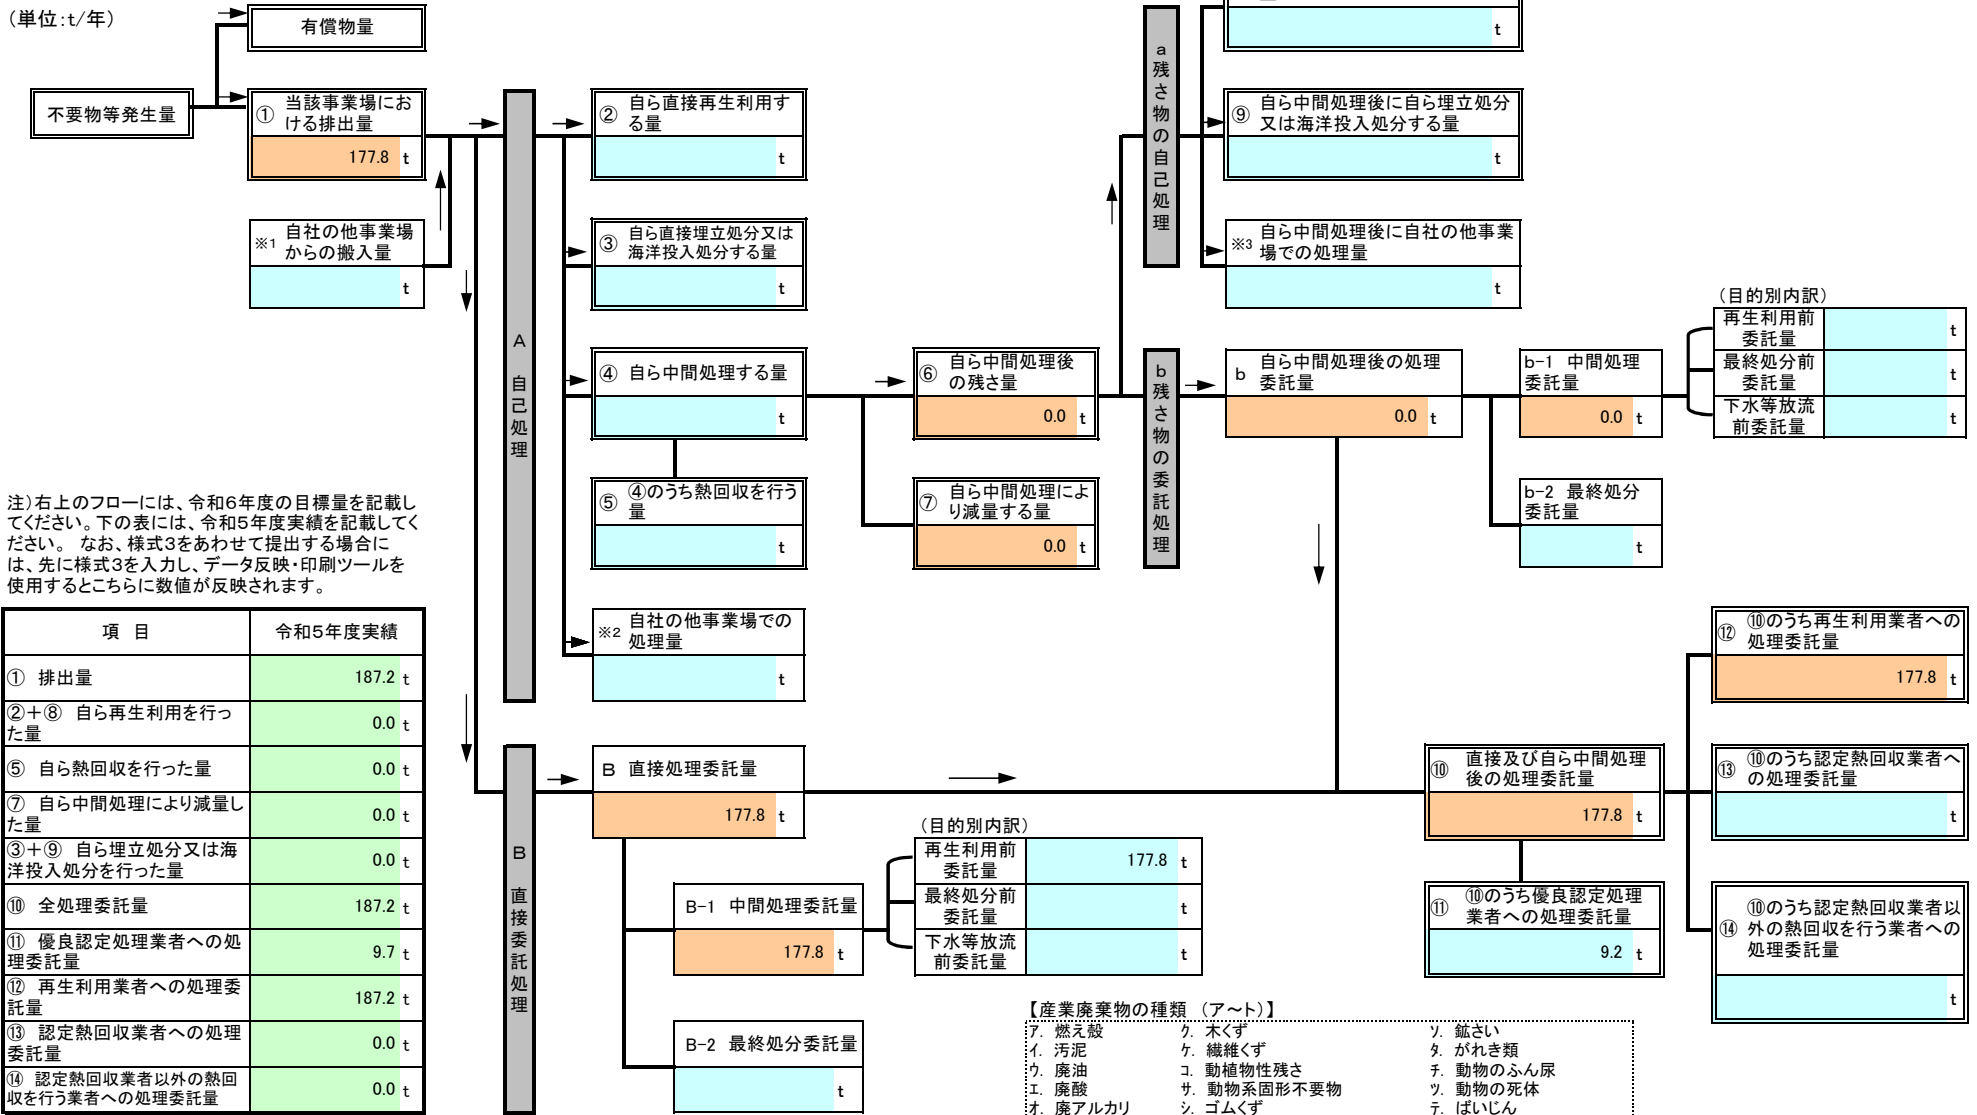 （単位:t/年）
有償物量
不要物等発生量
① 当該事業場にお
ける排出量
177.8 t
※1 自社の他事業場
からの搬入量
t
A 自己処理
② 自ら直接再生利用す
る量
t
③ 自ら直接埋立処分又は
海洋投入処分する量
t
④ 自ら中間処理する量
t
⑤ ④のうち熱回収を行う
量
t
※2 自社の他事業場での
処理量
t
⑥ 自ら中間処理後
の残さ量
0.0 t
⑦ 自ら中間処理によ
り減量する量
0.0 t
a 残さ物の自己処理
t
⑨ 自ら中間処理後に自ら埋立処分
又は海洋投入処分する量
t
※3 自ら中間処理後に自社の他事業
場での処理量
t
b 残さ物の委託処理
b 自ら中間処理後の処理
委託量
0.0 t
b-1 中間処理
委託量
0.0 t
b-2 最終処分
委託量
t
（目的別内訳）
再生利用前
委託量
t
最終処分前
委託量
t
下水等放流
前委託量
t
注）右上のフローには、令和6年度の目標量を記載し
てください。下の表には、令和5年度実績を記載してく
ださい。 なお、様式3をあわせて提出する場合に
は、先に様式3を入力し、データ反映・印刷ツールを
使用するとこちらに数値が反映されます。
項 目 令和5年度実績
① 排出量 187.2 t
②＋⑧ 自ら再生利用を行っ
た量 0.0 t
⑤ 自ら熱回収を行った量 0.0 t
⑦ 自ら中間処理により減量し
た量 0.0 t
③＋⑨ 自ら埋立処分又は海
洋投入処分を行った量 0.0 t
⑩ 全処理委託量 187.2 t
⑪ 優良認定処理業者への処
理委託量 9.7 t
⑫ 再生利用業者への処理委
託量 187.2 t
⑬ 認定熱回収業者への処理
委託量 0.0 t
⑭ 認定熱回収業者以外の熱回
収を行う業者への処理委託量 0.0 t
B 直接委託処理
B 直接処理委託量
177.8 t
B-1 中間処理委託量
177.8 t
B-2 最終処分委託量
t
（目的別内訳）
再生利用前
委託量
177.8 t
最終処分前
委託量
t
下水等放流
前委託量
t
⑩ 直接及び自ら中間処理
後の処理委託量
177.8 t
⑪ ⑩のうち優良認定処理
業者への処理委託量
9.2 t
⑫ ⑩のうち再生利用業者への
処理委託量
177.8 t
⑬ ⑩のうち認定熱回収業者へ
の処理委託量
t
⑭ ⑩のうち認定熱回収業者以
外の熱回収を行う業者への
処理委託量
t
【産業廃棄物の種類 （ア～ト）】
ア. 燃え殻 ク. 木くず ソ. 鉱さい
イ. 汚泥 ケ. 繊維くず タ. がれき類
ウ. 廃油 コ. 動植物性残さ チ. 動物のふん尿
エ. 廃酸 サ. 動物系固形不要物 ツ. 動物の死体
オ. 廃アルカリ シ. ゴムくず テ. ばいじん